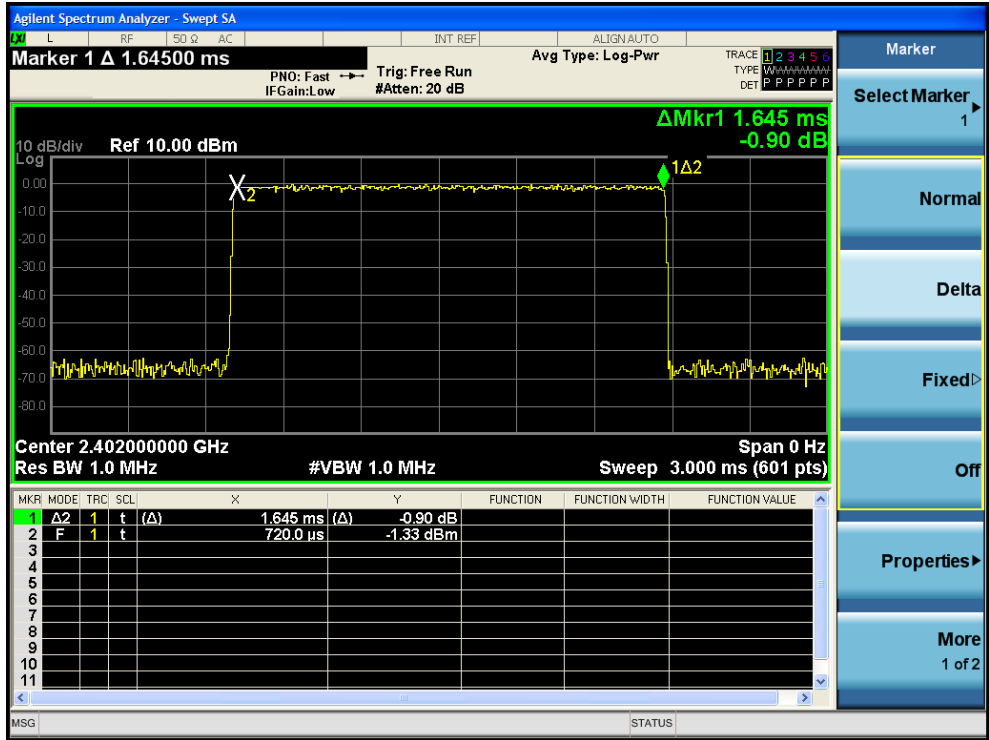 Agilent Spectrum Analyzer - Swept SA
LXI L RF 50 Ω AC INT REF ALIGN AUTO
Marker 1 Δ 1.64500 ms
PNO: Fast
IFGain:Low
Trig: Free Run
#Atten: 20 dB
Avg Type: Log-Pwr
TRACE 1 2 3 4 5 6
TYPE WWWWWW
DET P P P P P P
ΔMkr1 1.645 ms
-0.90 dB
10 dB/div Ref 10.00 dBm
Log
1Δ2
0.00
X2
-10.0
-20.0
-30.0
-40.0
-50.0
-60.0
-70.0
-80.0
Center 2.402000000 GHz Span 0 Hz
Res BW 1.0 MHz #VBW 1.0 MHz Sweep 3.000 ms (601 pts)
MKR MODE TRC SCL X Y FUNCTION FUNCTION WIDTH FUNCTION VALUE
1 Δ2 1 t (Δ) 1.645 ms (Δ) -0.90 dB
2 F 1 t 720.0 µs -1.33 dBm
3
4
5
6
7
8
9
10
11
MSG STATUS
Marker
Select Marker
1
Normal
Delta
Fixed
Off
Properties
More
1 of 2